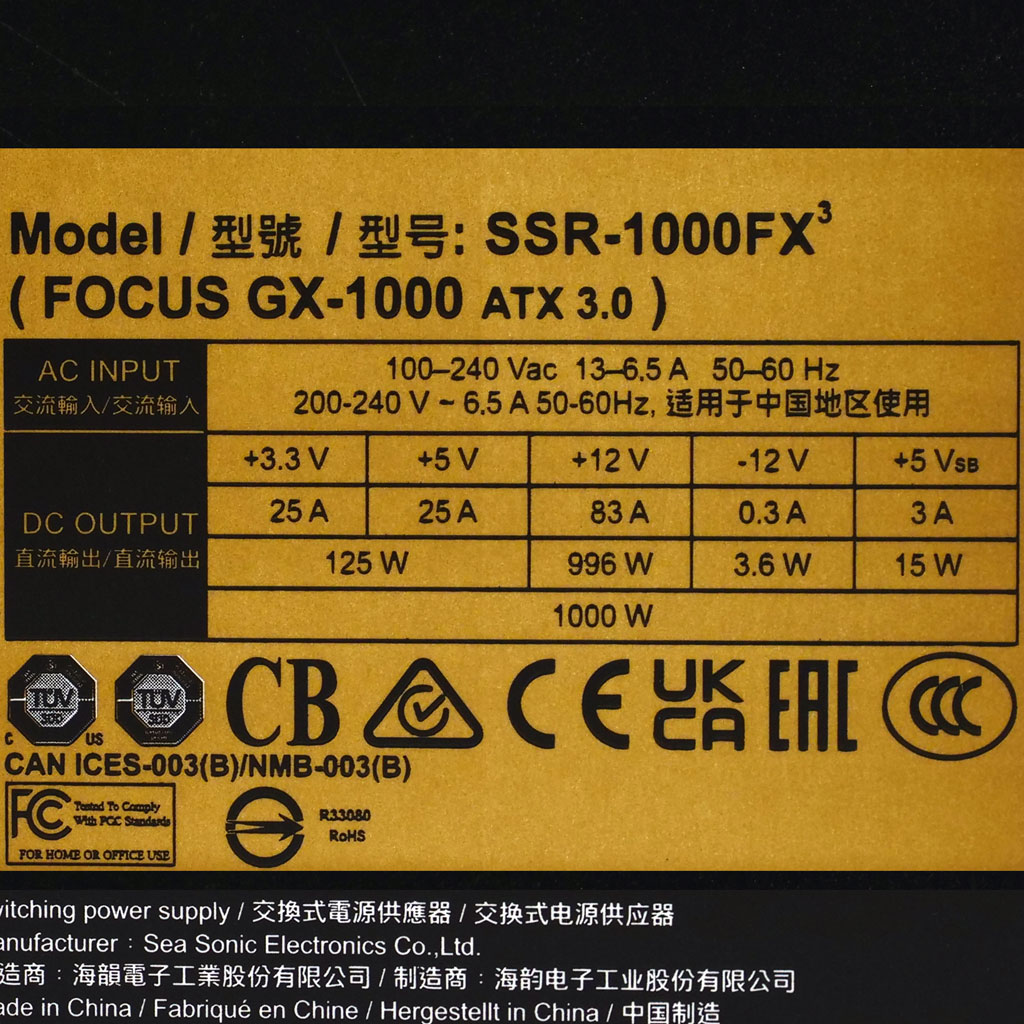 Model / 型號 / 型号: SSR-1000FX³
( FOCUS GX-1000 ATX 3.0 )
AC INPUT
交流輸入/交流输入
100–240 Vac 13–6.5 A 50–60 Hz
200-240 V ~ 6.5 A 50-60Hz, 适用于中国地区使用
DC OUTPUT
直流輸出/直流输出
+3.3 V +5 V +12 V -12 V +5 VSB
25 A 25 A 83 A 0.3 A 3 A
125 W 996 W 3.6 W 15 W
1000 W
TÜV SÜD TÜV SÜD CB CE UK CA EAC CCC
C US
CAN ICES-003(B)/NMB-003(B)
FC Tested To Comply
With FCC Standards
FOR HOME OR OFFICE USE
R33080
RoHS
witching power supply / 交換式電源供應器 / 交换式电源供应器
anufacturer : Sea Sonic Electronics Co.,Ltd.
造商 : 海韻電子工業股份有限公司 / 制造商 : 海韵电子工业股份有限公司
ade in China / Fabriqué en Chine / Hergestellt in China / 中国制造